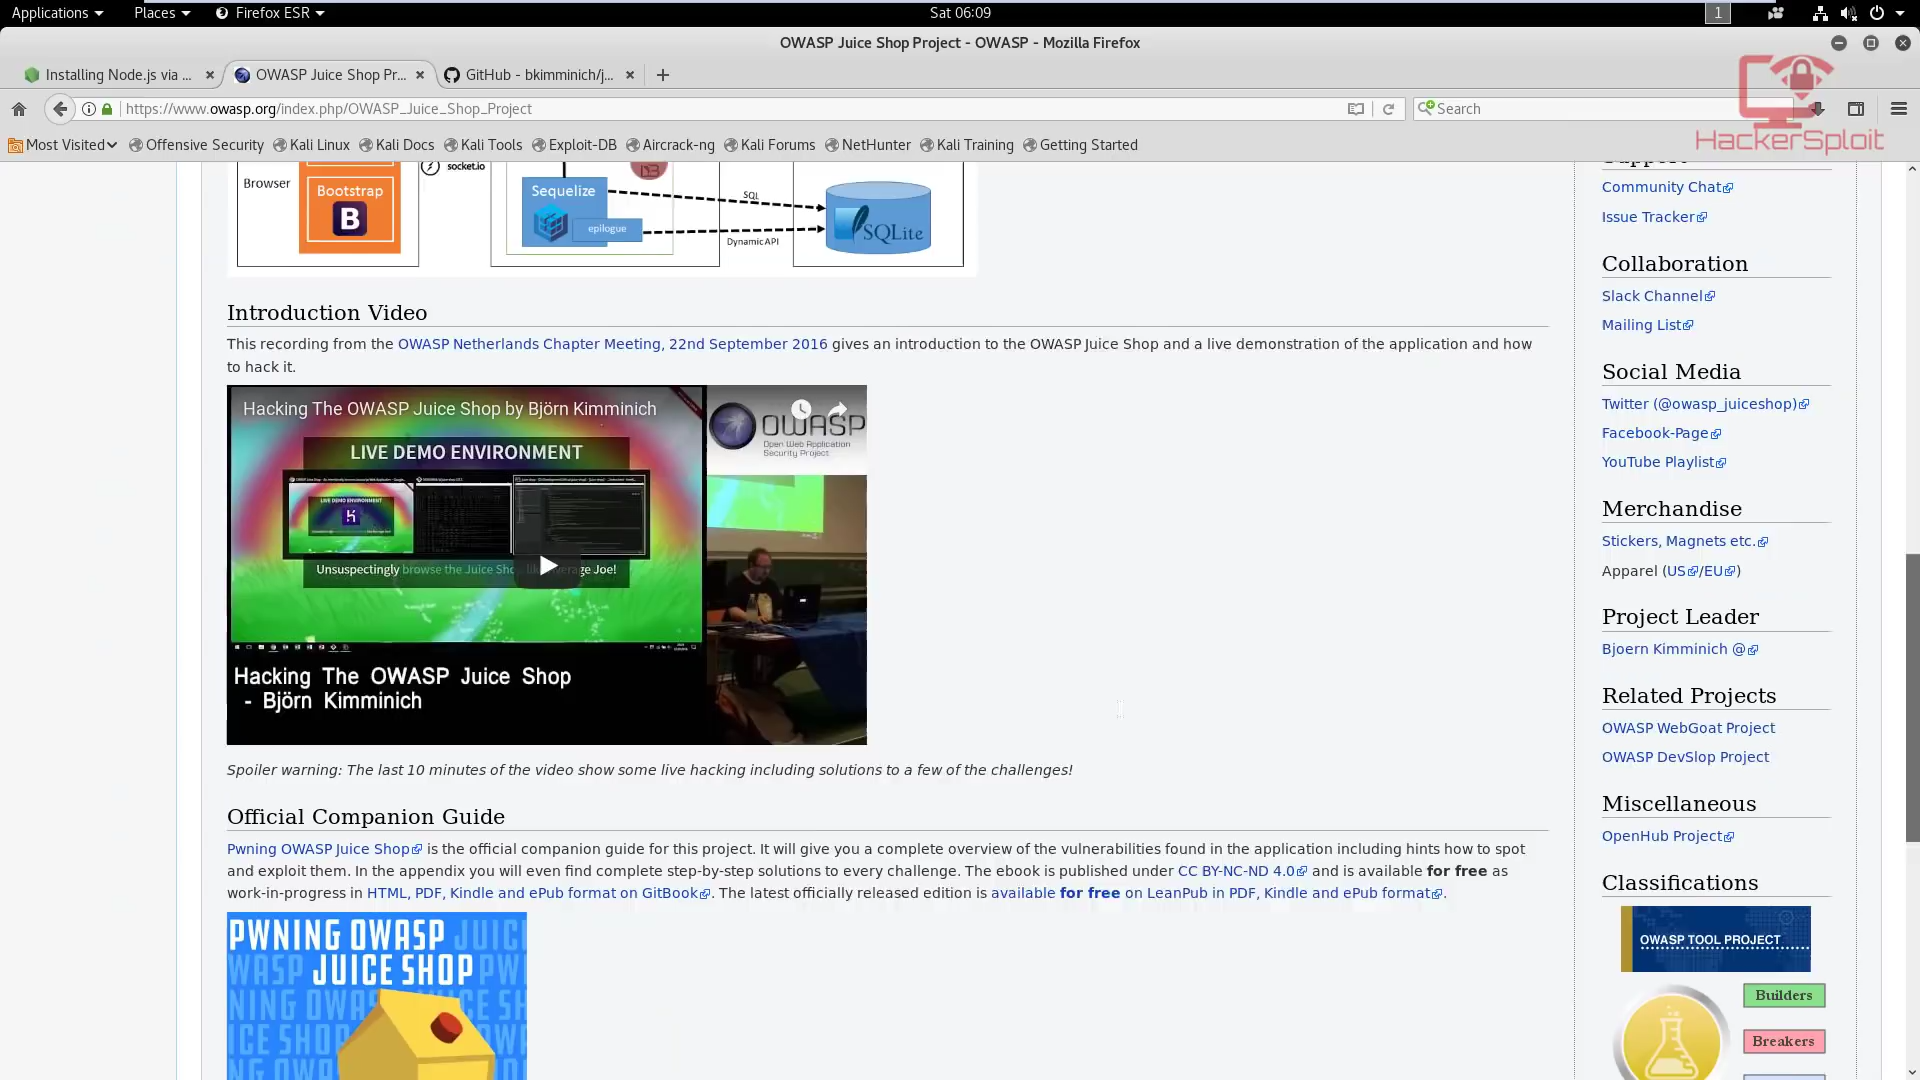 Applications Places Firefox ESR Sat 06:09 1
OWASP Juice Shop Project - OWASP - Mozilla Firefox
Installing Node.js via ... OWASP Juice Shop Pr... GitHub - bkimminich/j...
https://www.owasp.org/index.php/OWASP_Juice_Shop_Project Search
HackerSploit
Most Visited Offensive Security Kali Linux Kali Docs Kali Tools Exploit-DB Aircrack-ng Kali Forums NetHunter Kali Training Getting Started
Browser
Bootstrap
B
socket.io
Sequelize
epilogue
SQL
Dynamic API
SQLite
Introduction Video
This recording from the OWASP Netherlands Chapter Meeting, 22nd September 2016 gives an introduction to the OWASP Juice Shop and a live demonstration of the application and how
to hack it.
Hacking The OWASP Juice Shop by Björn Kimminich
OWASP
Open Web Application
Security Project
LIVE DEMO ENVIRONMENT
Unsuspectingly browse the Juice Sho
Joe!
Hacking The OWASP Juice Shop
- Björn Kimminich
Spoiler warning: The last 10 minutes of the video show some live hacking including solutions to a few of the challenges!
Official Companion Guide
Pwning OWASP Juice Shop is the official companion guide for this project. It will give you a complete overview of the vulnerabilities found in the application including hints how to spot
and exploit them. In the appendix you will even find complete step-by-step solutions to every challenge. The ebook is published under CC BY-NC-ND 4.0 and is available for free as
work-in-progress in HTML, PDF, Kindle and ePub format on GitBook. The latest officially released edition is available for free on LeanPub in PDF, Kindle and ePub format.
PWNING OWASP JUIC
WASP JUICE SHOP PW
NING OWA
JUICE SH
Support
Community Chat
Issue Tracker
Collaboration
Slack Channel
Mailing List
Social Media
Twitter (@owasp_juiceshop)
Facebook-Page
YouTube Playlist
Merchandise
Stickers, Magnets etc.
Apparel (US/EU)
Project Leader
Bjoern Kimminich @
Related Projects
OWASP WebGoat Project
OWASP DevSlop Project
Miscellaneous
OpenHub Project
Classifications
OWASP TOOL PROJECT
Builders
Breakers